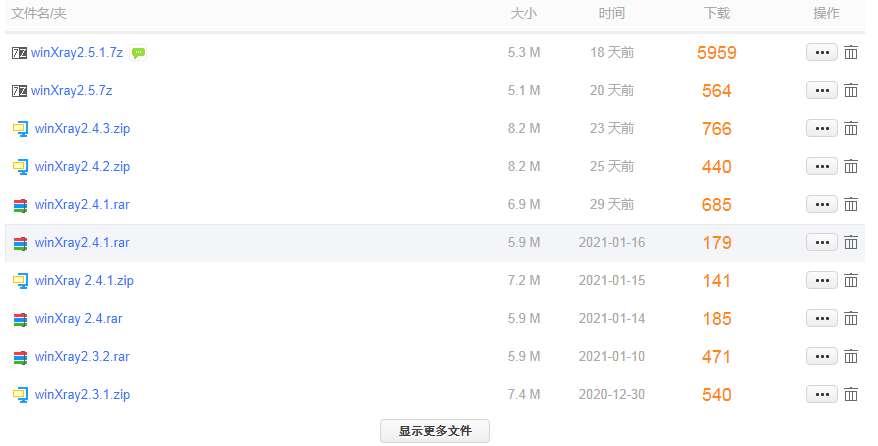 文件名/夹 大小 时间 下载 操作
winXray2.5.1.7z 5.3 M 18 天前 5959
winXray2.5.7z 5.1 M 20 天前 564
winXray2.4.3.zip 8.2 M 23 天前 766
winXray2.4.2.zip 8.2 M 25 天前 440
winXray2.4.1.rar 6.9 M 29 天前 685
winXray2.4.1.rar 5.9 M 2021-01-16 179
winXray 2.4.1.zip 7.2 M 2021-01-15 141
winXray 2.4.rar 5.9 M 2021-01-14 185
winXray2.3.2.rar 5.9 M 2021-01-10 471
winXray2.3.1.zip 7.4 M 2020-12-30 540
显示更多文件